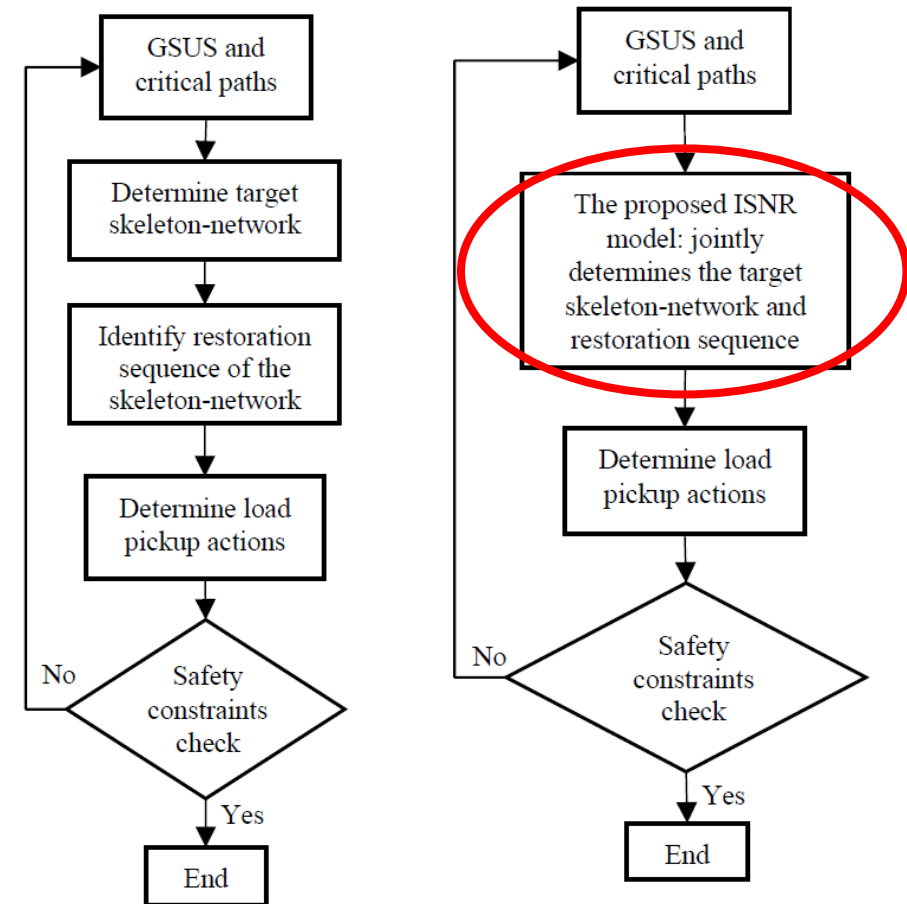 GSUS and
critical paths
Determine target
skeleton-network
Identify restoration
sequence of the
skeleton-network
Determine load
pickup actions
No
Safety
constraints
check
Yes
End
GSUS and
critical paths
The proposed ISNR
model: jointly
determines the target
skeleton-network and
restoration sequence
Determine load
pickup actions
No
Safety
constraints
check
Yes
End